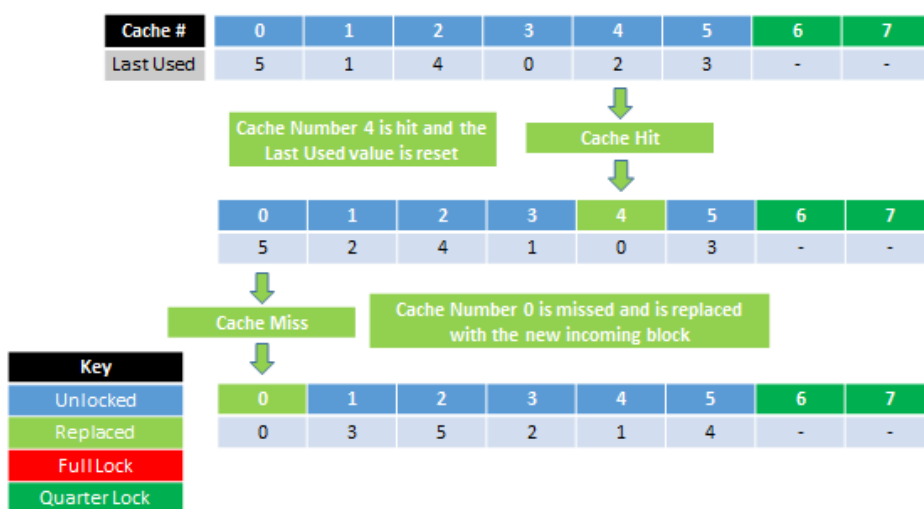 Cache # 0 1 2 3 4 5 6 7
Last Used 5 1 4 0 2 3 - -
Cache Number 4 is hit and the
Last Used value is reset
Cache Hit
0 1 2 3 4 5 6 7
5 2 4 1 0 3 - -
Cache Miss
Cache Number 0 is missed and is replaced
with the new incoming block
Key
Unlocked
Replaced
Full Lock
Quarter Lock
0 1 2 3 4 5 6 7
0 3 5 2 1 4 - -